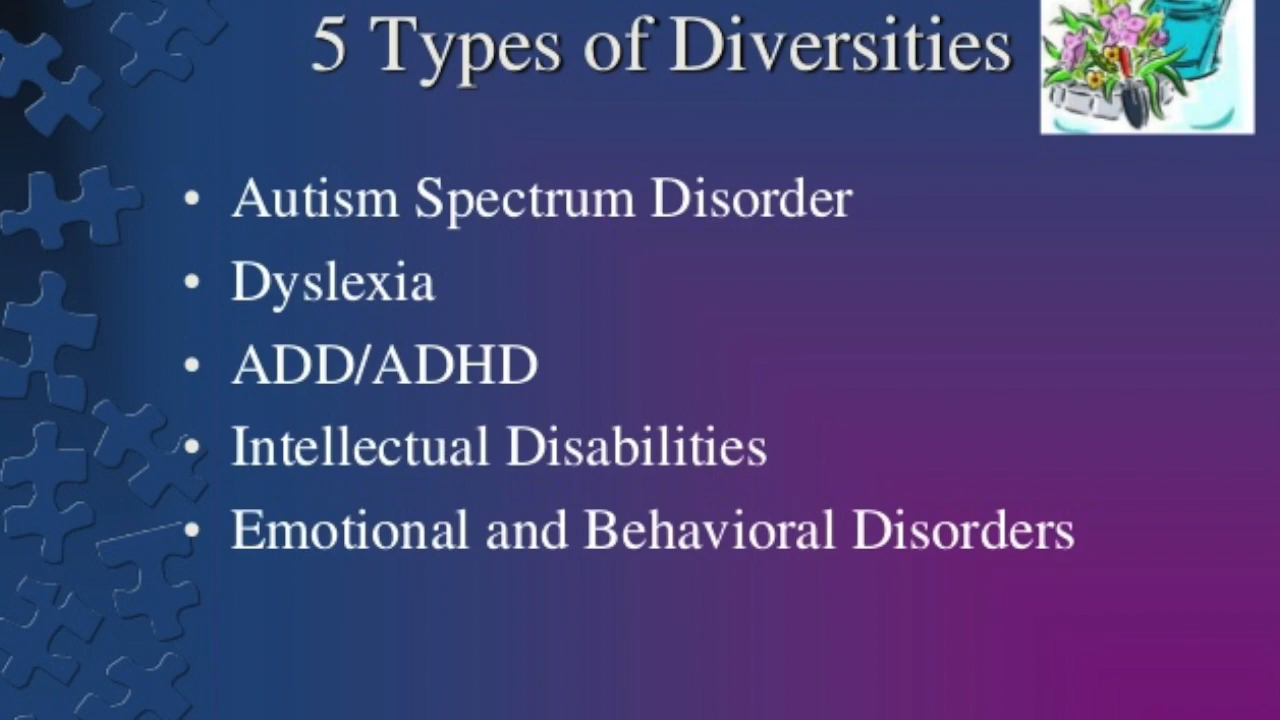 5 Types of Diversities
• Autism Spectrum Disorder
• Dyslexia
• ADD/ADHD
• Intellectual Disabilities
• Emotional and Behavioral Disorders